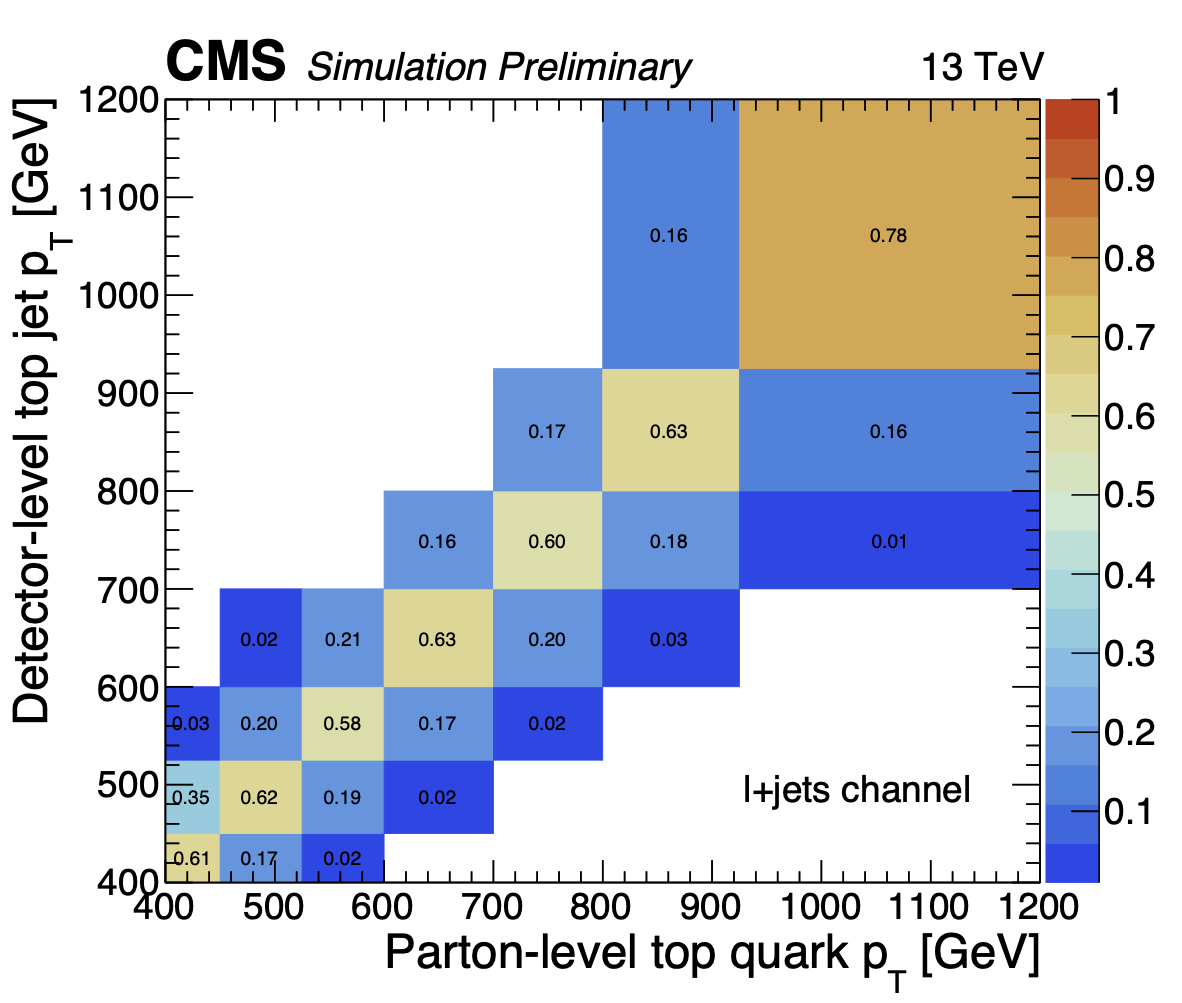 CMS Simulation Preliminary 13 TeV
Detector-level top jet pT [GeV]
1200
1100
1000
900
800
700
600
500
400
0.16 0.78
0.17 0.63 0.16
0.16 0.60 0.18 0.01
0.02 0.21 0.63 0.20 0.03
0.03 0.20 0.58 0.17 0.02
0.35 0.62 0.19 0.02
l+jets channel
0.61 0.17 0.02
400 500 600 700 800 900 1000 1100 1200
Parton-level top quark pT [GeV]
1
0.9
0.8
0.7
0.6
0.5
0.4
0.3
0.2
0.1